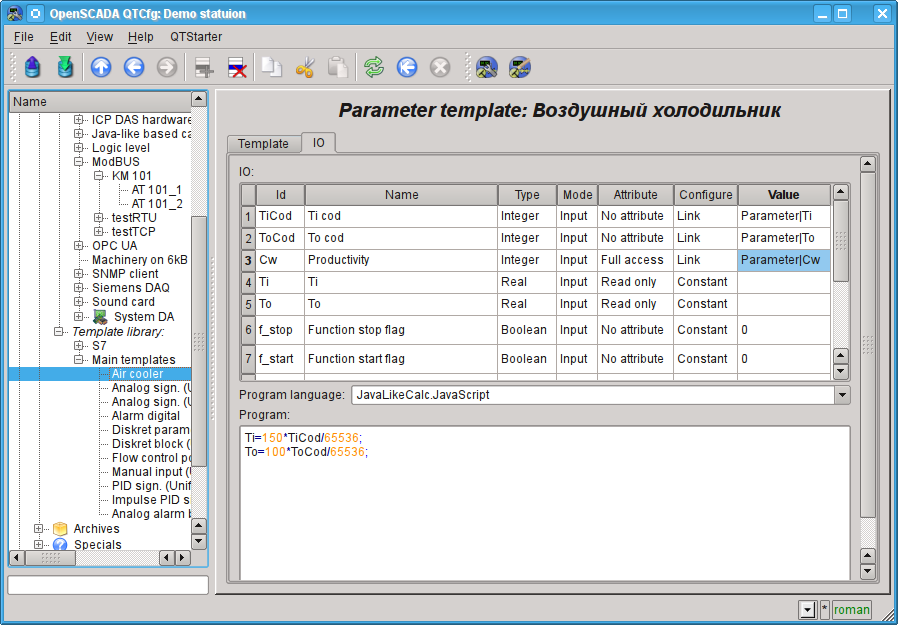 OpenSCADA QTCfg: Demo statuion
File Edit View Help QTStarter
Name
ICP DAS hardware
Java-like based ca
Logic level
ModBUS
KM 101
AT 101_1
AT 101_2
testRTU
testTCP
OPC UA
Machinery on 6kB
SNMP client
Siemens DAQ
Sound card
System DA
Template library:
S7
Main templates
Air cooler
Analog sign. (U
Analog sign. (U
Alarm digital
Diskret param
Diskret block (
Flow control po
Manual input (
PID sign. (Unif
Impulse PID s
Analog alarm b
Archives
Specials
Parameter template: Воздушный холодильник
Template IO
IO:
Id Name Type Mode Attribute Configure Value
1 TiCod Ti cod Integer Input No attribute Link Parameter|Ti
2 ToCod To cod Integer Input No attribute Link Parameter|To
3 Cw Productivity Integer Input Full access Link Parameter|Cw
4 Ti Ti Real Input Read only Constant
5 To To Real Input Read only Constant
6 f_stop Function stop flag Boolean Input No attribute Constant 0
7 f_start Function start flag Boolean Input No attribute Constant 0
Program language: JavaLikeCalc.JavaScript
Program:
Ti=150*TiCod/65536;
To=100*ToCod/65536;
* roman